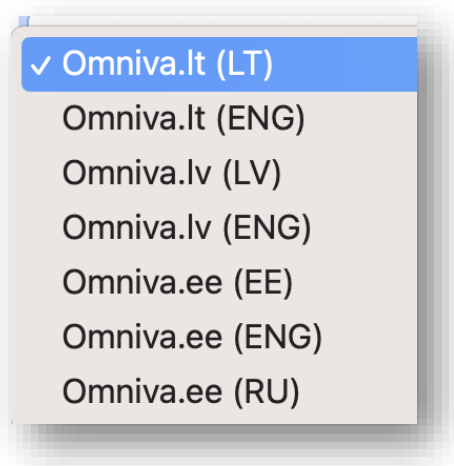 Omniva.lt (LT)
Omniva.lt (ENG)
Omniva.lv (LV)
Omniva.lv (ENG)
Omniva.ee (EE)
Omniva.ee (ENG)
Omniva.ee (RU)